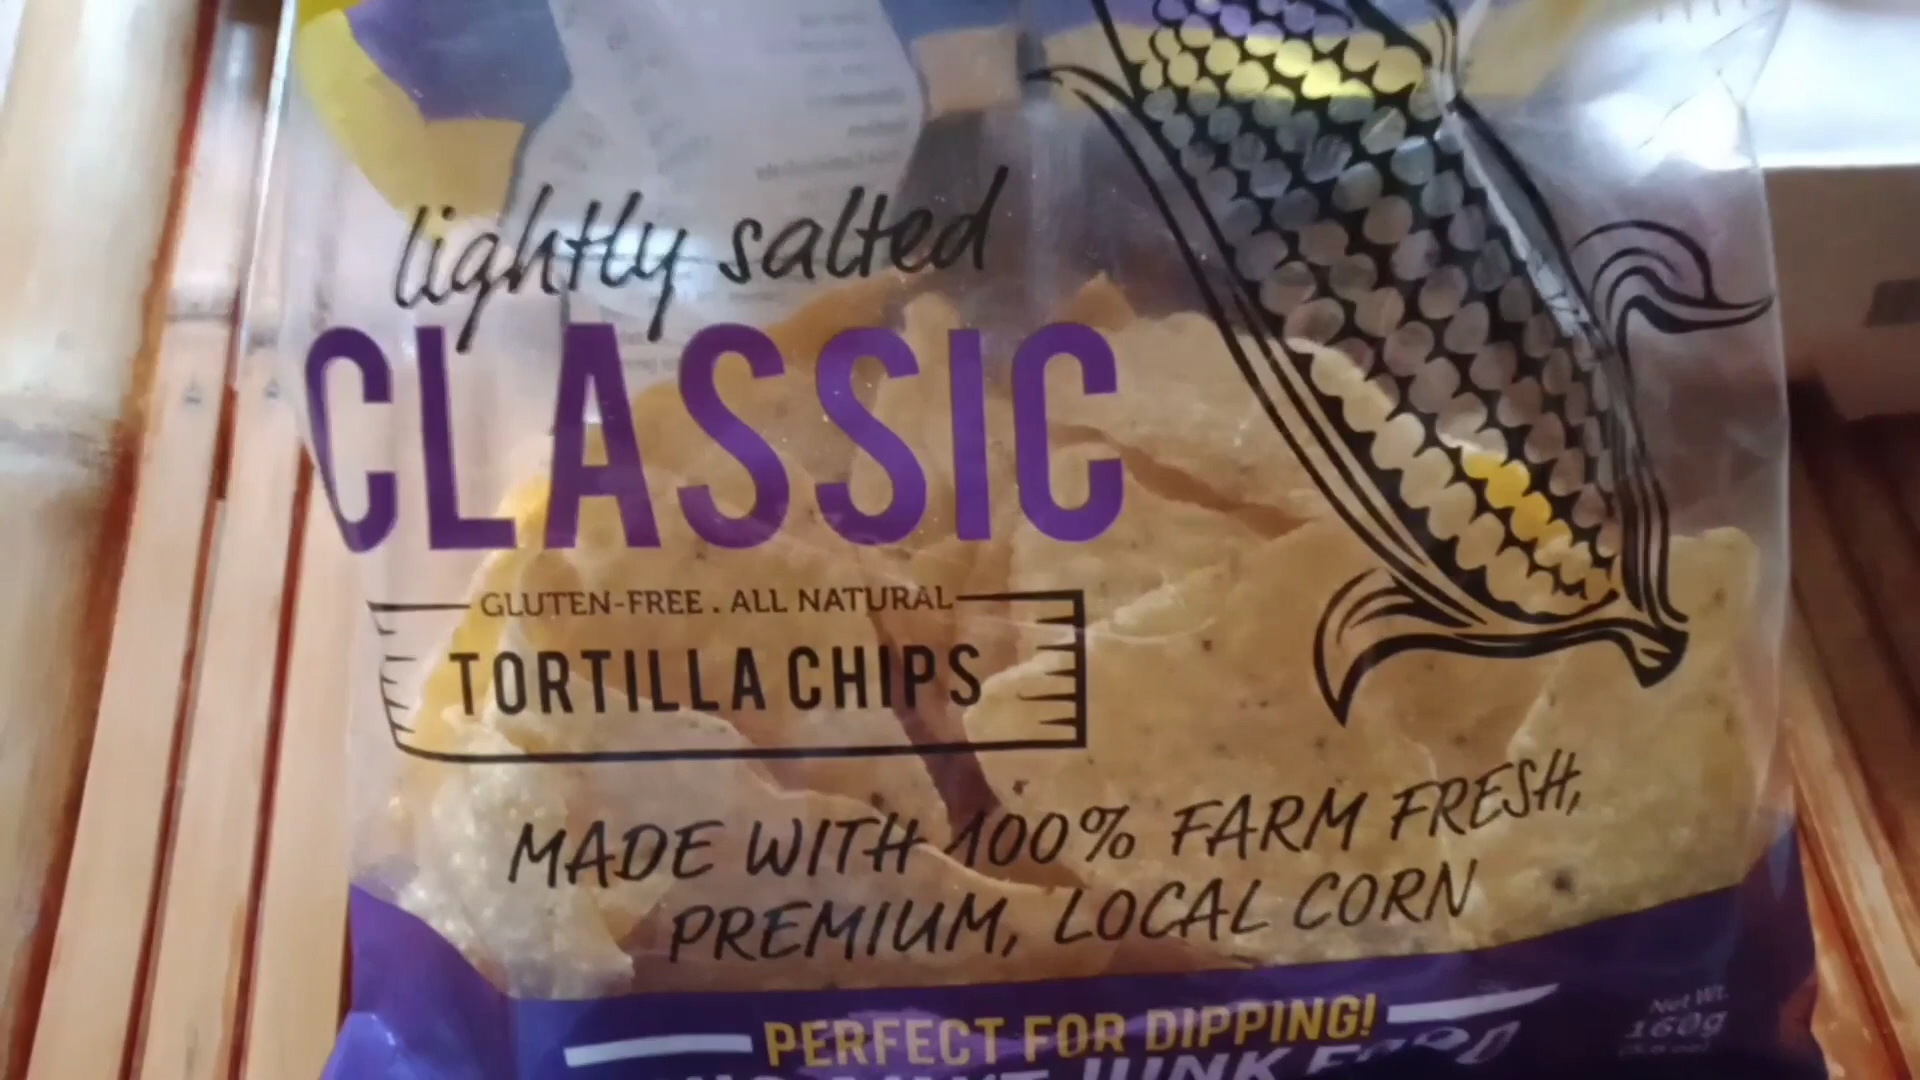 lightly salted
CLASSIC
GLUTEN-FREE . ALL NATURAL
TORTILLA CHIPS
MADE WITH 100% FARM FRESH,
PREMIUM, LOCAL CORN
PERFECT FOR DIPPING!
JUNK
Net Wt.
160g